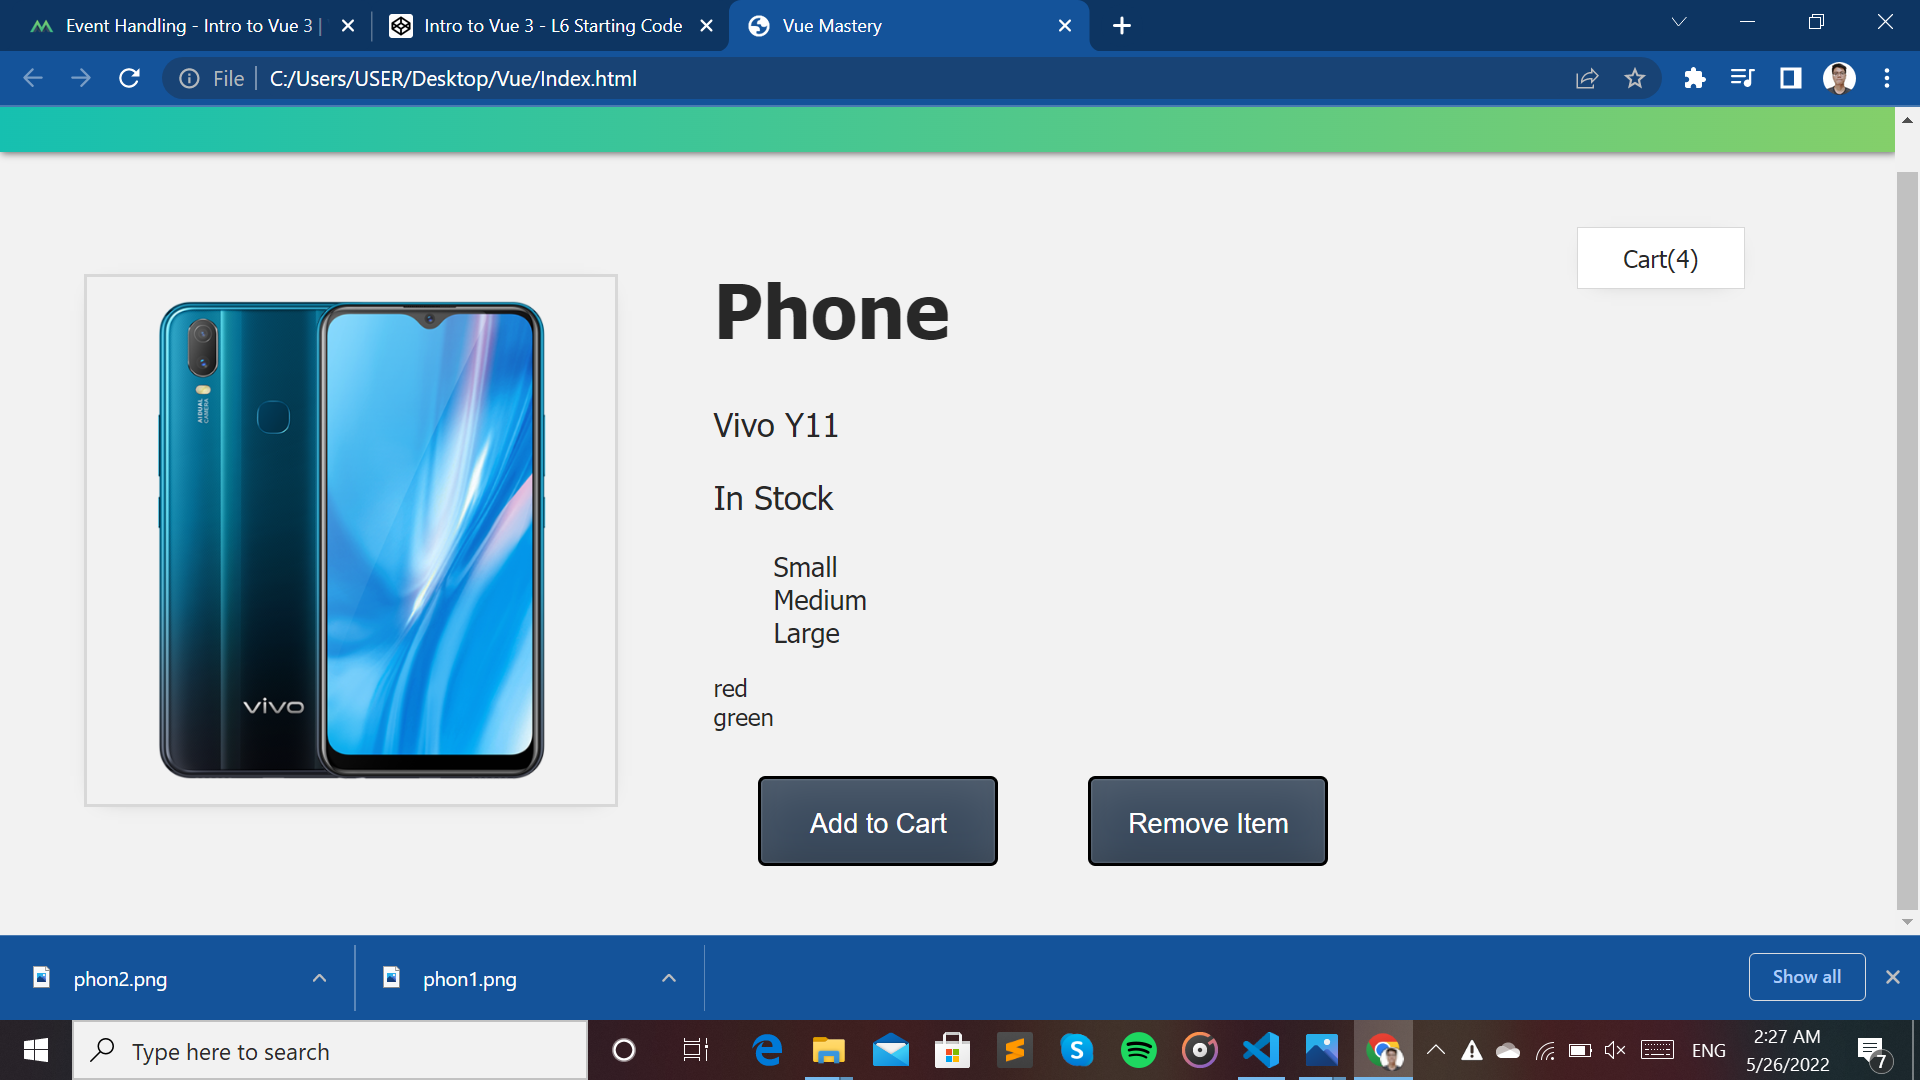 Event Handling - Intro to Vue 3 |
Intro to Vue 3 - L6 Starting Code
Vue Mastery
File
C:/Users/USER/Desktop/Vue/Index.html
Cart(4)
Phone
Vivo Y11
In Stock
Small
Medium
Large
red
green
AI DUAL
CAMERA
vivo
Add to Cart
Remove Item
phon2.png
phon1.png
Show all
Type here to search
ENG
2:27 AM
5/26/2022
7